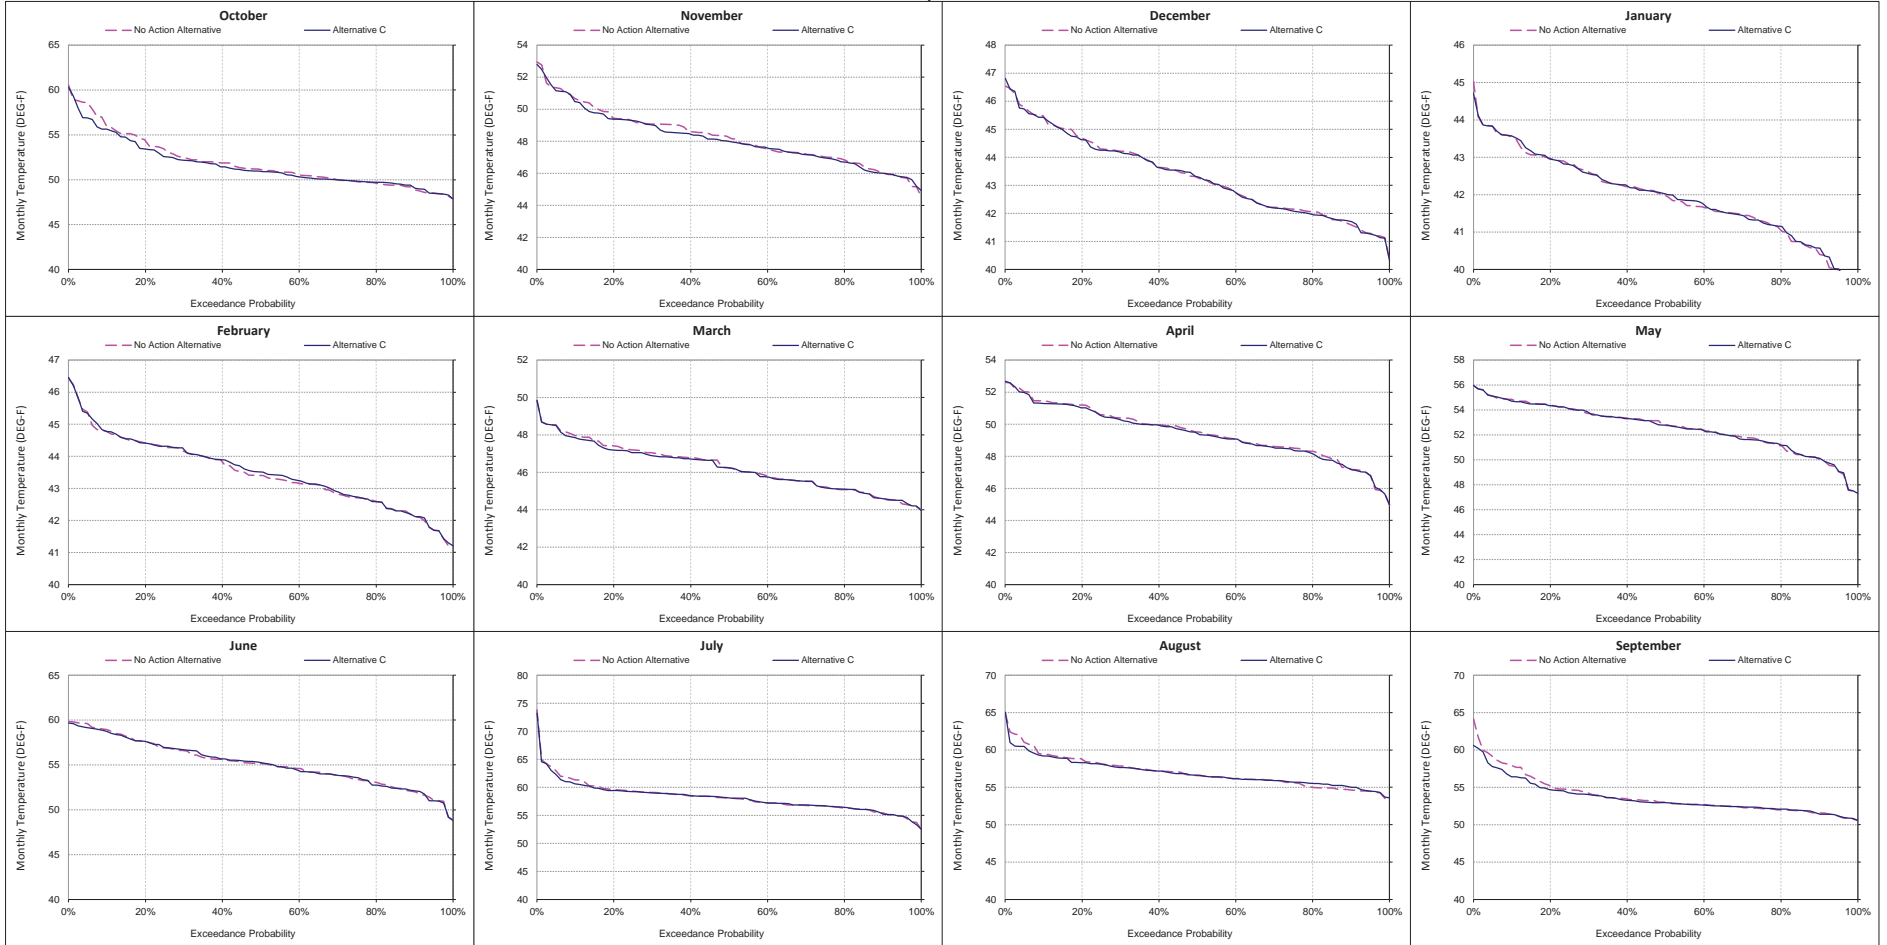 October
No Action Alternative
Alternative C
Monthly Temperature (DEG-F)
65
60
55
50
45
40
0%
20%
40%
60%
80%
100%
Exceedance Probability
November
No Action Alternative
Alternative C
Monthly Temperature (DEG-F)
54
52
50
48
46
44
42
40
0%
20%
40%
60%
80%
100%
Exceedance Probability
December
No Action Alternative
Alternative C
Monthly Temperature (DEG-F)
48
47
46
45
44
43
42
41
40
0%
20%
40%
60%
80%
100%
Exceedance Probability
January
No Action Alternative
Alternative C
Monthly Temperature (DEG-F)
46
45
44
43
42
41
40
0%
20%
40%
60%
80%
100%
Exceedance Probability
February
No Action Alternative
Alternative C
Monthly Temperature (DEG-F)
47
46
45
44
43
42
41
40
0%
20%
40%
60%
80%
100%
Exceedance Probability
March
No Action Alternative
Alternative C
Monthly Temperature (DEG-F)
52
50
48
46
44
42
40
0%
20%
40%
60%
80%
100%
Exceedance Probability
April
No Action Alternative
Alternative C
Monthly Temperature (DEG-F)
54
52
50
48
46
44
42
40
0%
20%
40%
60%
80%
100%
Exceedance Probability
May
No Action Alternative
Alternative C
Monthly Temperature (DEG-F)
58
56
54
52
50
48
46
44
42
40
0%
20%
40%
60%
80%
100%
Exceedance Probability
June
No Action Alternative
Alternative C
Monthly Temperature (DEG-F)
65
60
55
50
45
40
0%
20%
40%
60%
80%
100%
Exceedance Probability
July
No Action Alternative
Alternative C
Monthly Temperature (DEG-F)
80
75
70
65
60
55
50
45
40
0%
20%
40%
60%
80%
100%
Exceedance Probability
August
No Action Alternative
Alternative C
Monthly Temperature (DEG-F)
70
65
60
55
50
45
40
0%
20%
40%
60%
80%
100%
Exceedance Probability
September
No Action Alternative
Alternative C
Monthly Temperature (DEG-F)
70
65
60
55
50
45
40
0%
20%
40%
60%
80%
100%
Exceedance Probability